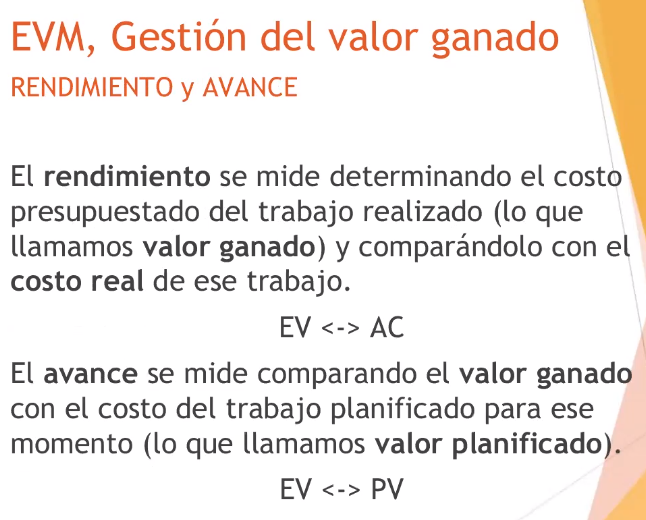 EVM, Gestión del valor ganado
RENDIMIENTO y AVANCE
El rendimiento se mide determinando el costo
presupuestado del trabajo realizado (lo que
llamamos valor ganado) y comparándolo con el
costo real de ese trabajo.
EV <-> AC
El avance se mide comparando el valor ganado
con el costo del trabajo planificado para ese
momento (lo que llamamos valor planificado).
EV <-> PV